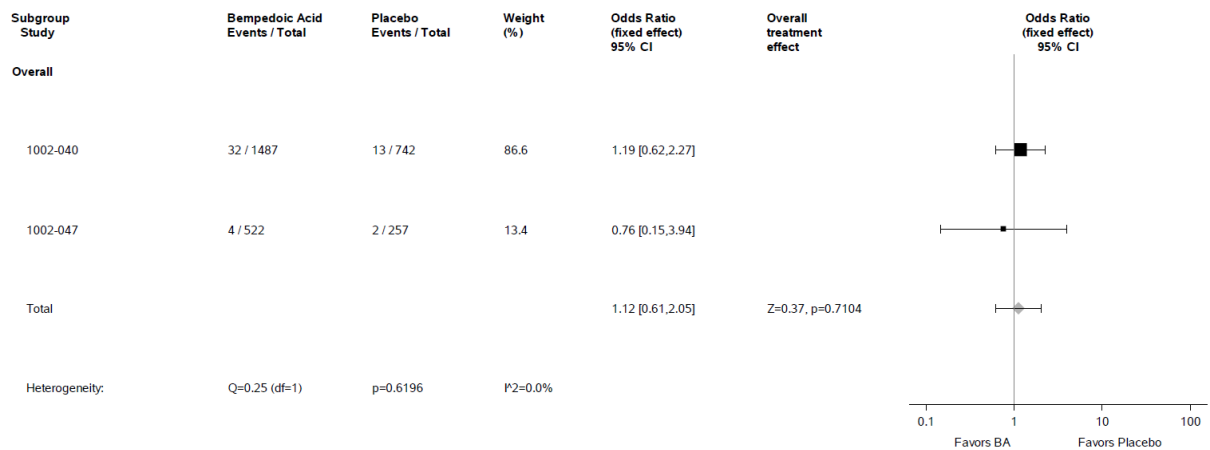 Subgroup Bempedoic Acid Placebo Weight Odds Ratio Overall Odds Ratio
Study Events / Total Events / Total (%) (fixed effect) treatment (fixed effect)
95% CI effect 95% CI
Overall
1002-040 32 / 1487 13 / 742 86.6 1.19 [0.62,2.27]
1002-047 4 / 522 2 / 257 13.4 0.76 [0.15,3.94]
Total 1.12 [0.61,2.05] Z=0.37, p=0.7104
Heterogeneity: Q=0.25 (df=1) p=0.6196 I^2=0.0%
0.1 1 10 100
Favors BA Favors Placebo